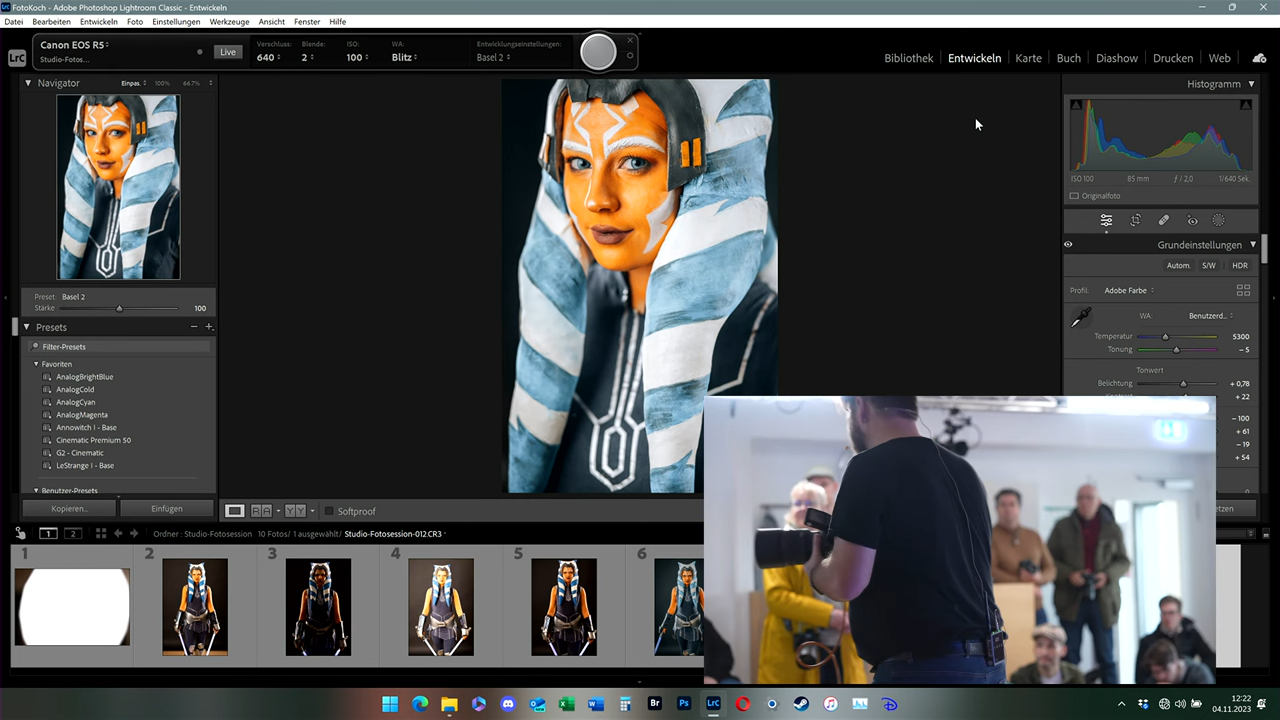 FotoKoch - Adobe Photoshop Lightroom Classic - Entwickeln
Datei Bearbeiten Entwickeln Foto Einstellungen Werkzeuge Ansicht Fenster Hilfe
LrC
Canon EOS R5
Studio-Fotos...
Live
Verschluss: Blende: ISO: WA: Entwicklungseinstellungen:
640 2 100 Blitz Basel 2
Bibliothek Entwickeln Karte Buch Diashow Drucken Web
Navigator Einpas. 100% 66.7%
Histogramm
ISO 100 85 mm ƒ / 2,0 1/640 Sek.
Originalfoto
Grundeinstellungen
Autom. S/W HDR
Profil: Adobe Farbe
WA: Benutzerd...
Temperatur 5300
Tonung - 5
Tonwert
Belichtung + 0,78
+ 22
- 100
+ 61
- 19
+ 54
Preset: Basel 2
Stärke 100
Presets
Filter-Presets
Favoriten
AnalogBrightBlue
AnalogCold
AnalogCyan
AnalogMagenta
Annowitch I - Base
Cinematic Premium 50
G2 - Cinematic
LeStrange I - Base
Benutzer-Presets
Kopieren... Einfügen
Softproof
1 2 Ordner : Studio-Fotosession 10 Fotos/ 1 ausgewählt/ Studio-Fotosession-012.CR3
1 2 3 4 5 6
Br Ps LrC
12:22
04.11.2023